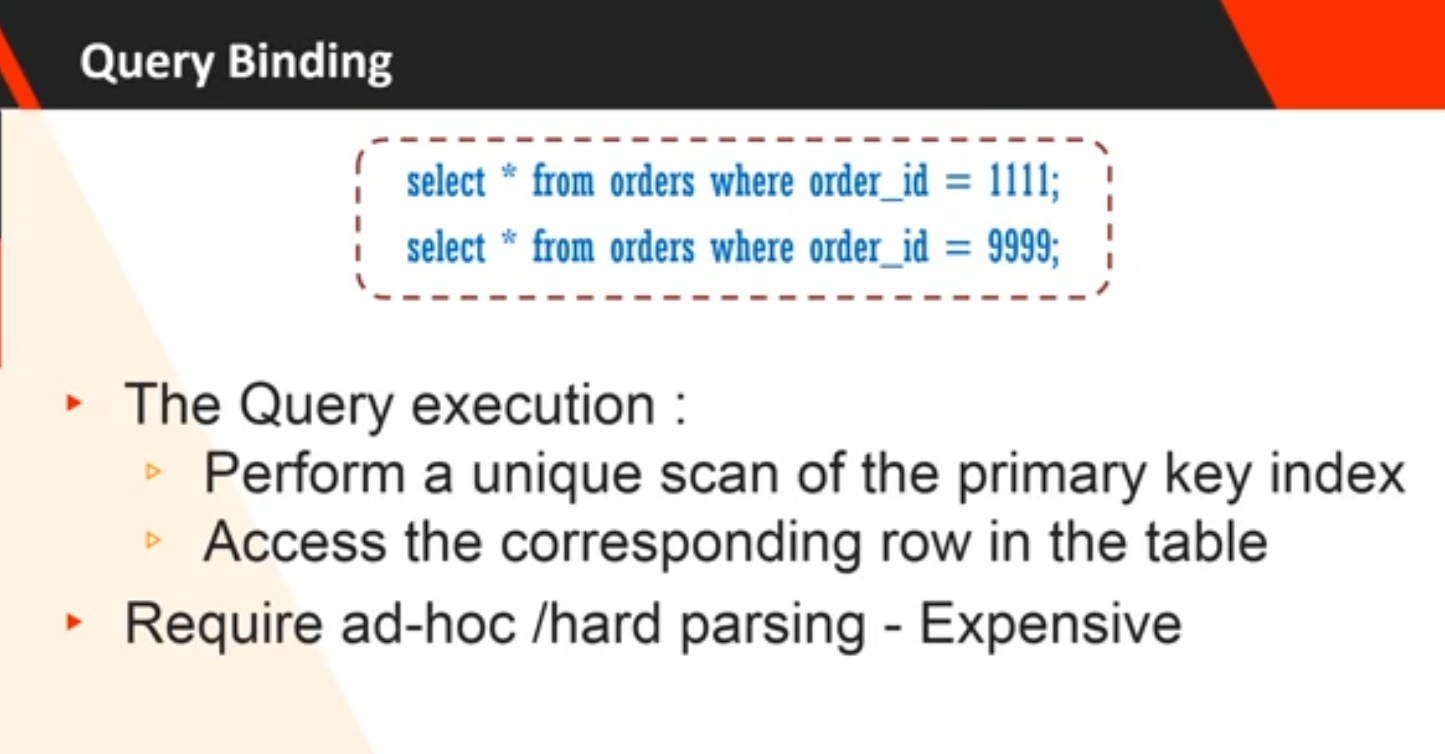 Query Binding
select * from orders where order_id = 1111;
select * from orders where order_id = 9999;
The Query execution :
Perform a unique scan of the primary key index
Access the corresponding row in the table
Require ad-hoc /hard parsing - Expensive